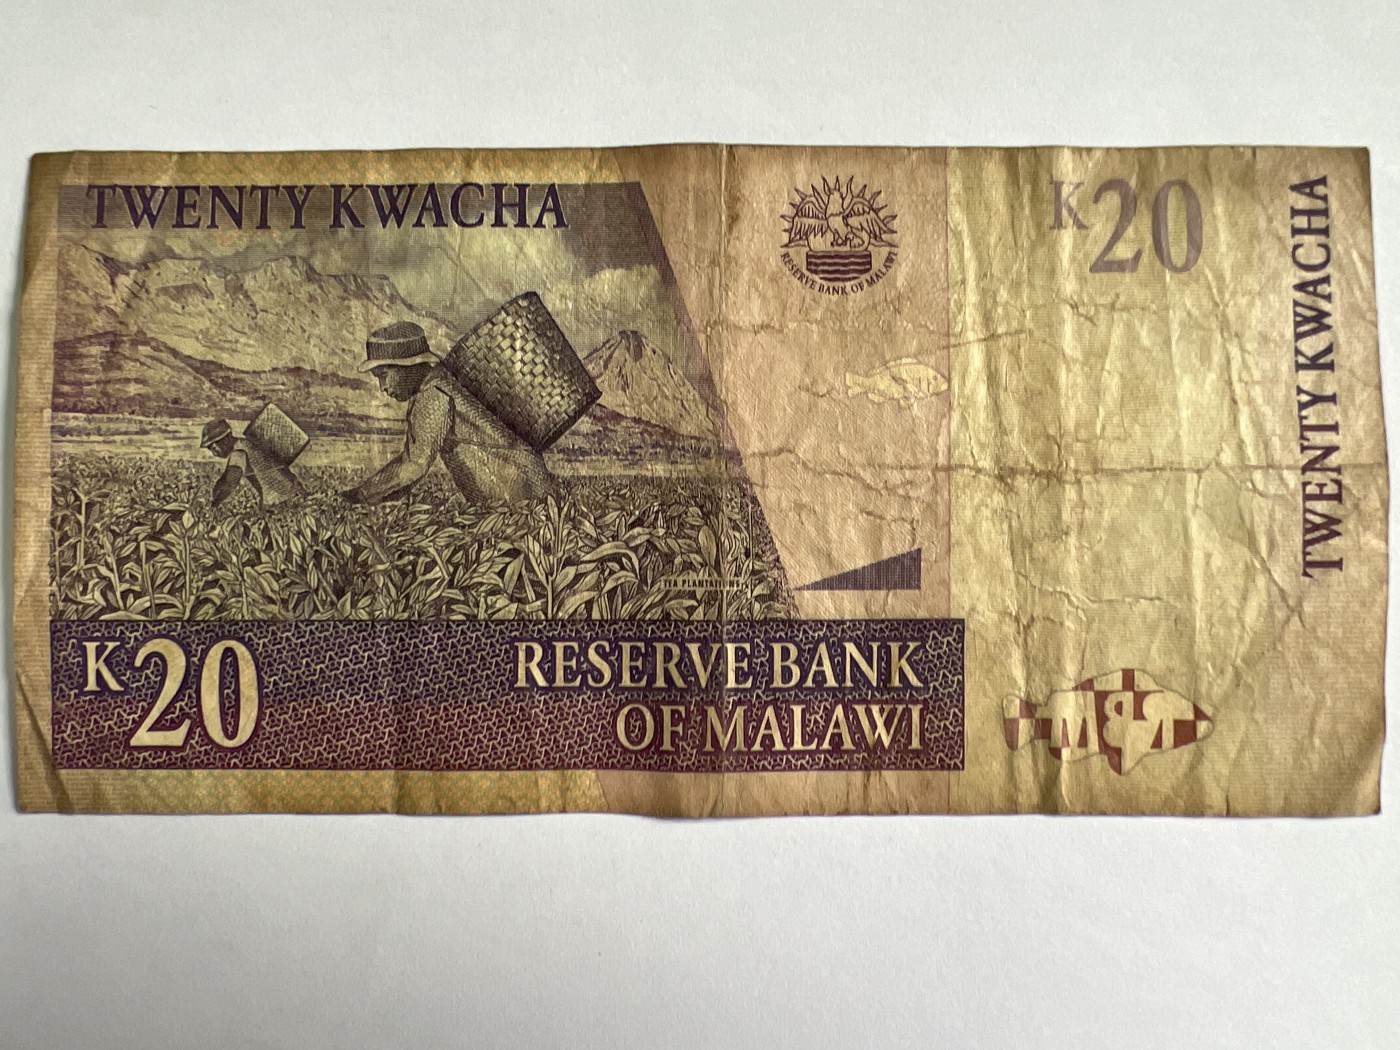 TWENTY KWACHA
RESERVE BANK OF MALAWI
K20
TWENTY KWACHA
TEA PLANTATIONS
K20
RESERVE BANK
OF MALAWI